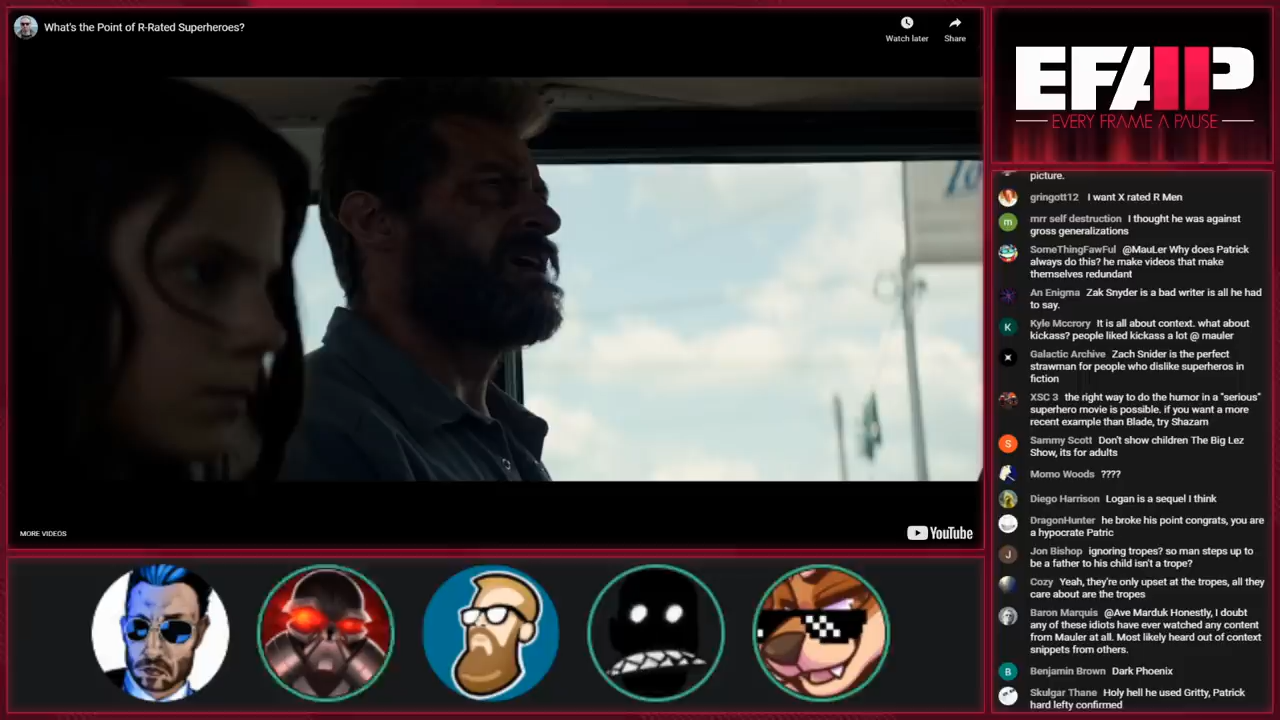 What's the Point of R-Rated Superheroes?
Watch later
Share
To
MORE VIDEOS
YouTube
EFAP
EVERY FRAME A PAUSE
picture.
gringott12 I want X rated R Men
mrr self destruction I thought he was against
gross generalizations
SomeThingFawFul @MauLer Why does Patrick
always do this? he make videos that make
themselves redundant
An Enigma Zak Snyder is a bad writer is all he had
to say.
K
Kyle Mccrory It is all about context. what about
kickass? people liked kickass a lot @ mauler
Galactic Archive Zach Snider is the perfect
strawman for people who dislike superheros in
fiction
XSC 3 the right way to do the humor in a "serious"
superhero movie is possible. if you want a more
recent example than Blade, try Shazam
S
Sammy Scott Don't show children The Big Lez
Show, its for adults
Momo Woods ????
Diego Harrison Logan is a sequel I think
DragonHunter he broke his point congrats, you are
a hypocrate Patric
J
Jon Bishop ignoring tropes? so man steps up to
be a father to his child isn't a trope?
Cozy Yeah, they're only upset at the tropes, all they
care about are the tropes
Baron Marquis @Ave Marduk Honestly, I doubt
any of these idiots have ever watched any content
from Mauler at all. Most likely heard out of context
snippets from others.
B
Benjamin Brown Dark Phoenix
Skulgar Thane Holy hell he used Gritty, Patrick
hard lefty confirmed